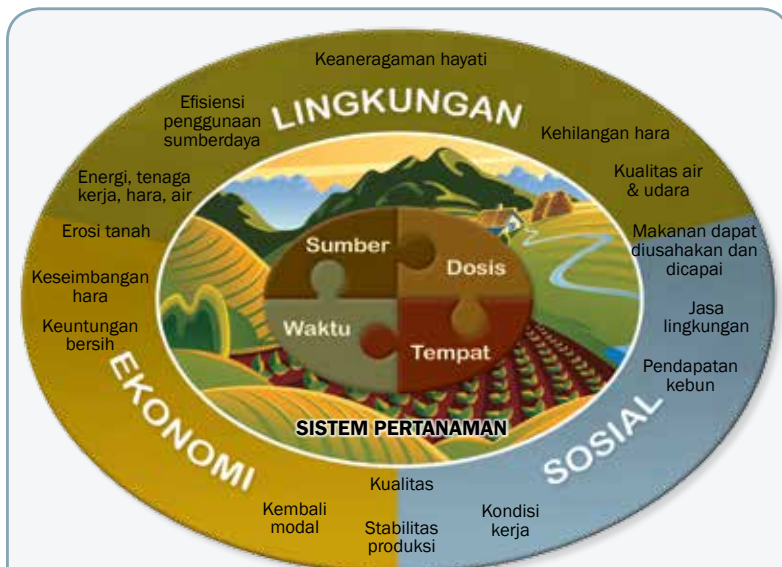 Keaneragaman hayati
LINGKUNGAN
Efisiensi
penggunaan
sumberdaya
Kehilangan hara
Energi, tenaga
kerja, hara, air
Kualitas air
& udara
Erosi tanah
Makanan dapat
diusahakan dan
dicapai
Keseimbangan
hara
Jasa
lingkungan
Keuntungan
bersih
Pendapatan
kebun
Sumber
Dosis
Waktu
Tempat
SISTEM PERTANAMAN
EKONOMI
SOSIAL
Kualitas
Kembali
modal
Stabilitas
produksi
Kondisi
kerja